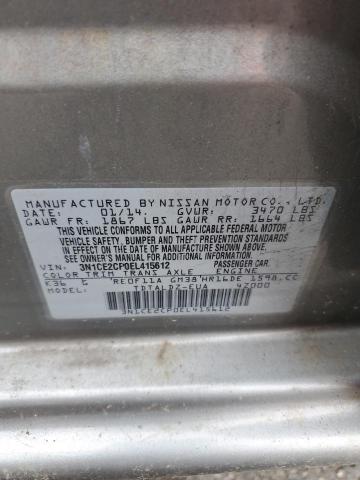 MANUFACTURED BY NISSAN MOTOR CO., LTD.
DATE: 01/14. GVWR: 3470 LBS
GAWR FR: 1867 LBS GAWR RR: 1664 LBS
THIS VEHICLE CONFORMS TO ALL APPLICABLE FEDERAL MOTOR
VEHICLE SAFETY, BUMPER AND THEFT PREVENTION STANDARDS
IN EFFECT ON THE DATE OF MANUFACTURE SHOWN ABOVE.
SEE OWNER'S MANUAL FOR ADDITIONAL INFORMATION.
VIN: 3N1CE2CP0EL415612 PASSENGER CAR.
COLOR TRIM TRANS AXLE ENGINE
K36 G RE0F11A GM38 HR16DE 1598.CC
TDTALDZ-EUA 4Z000
3N1CE2CP0EL415612